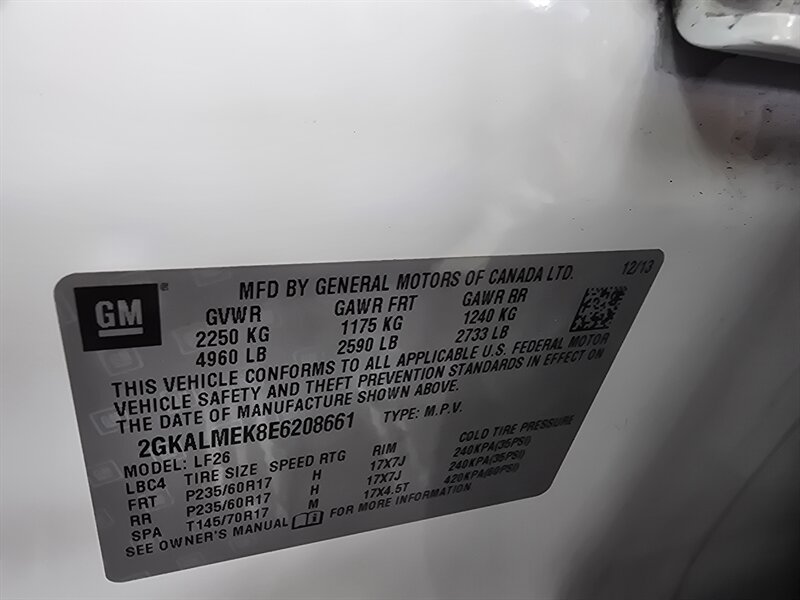 GM ®
MFD BY GENERAL MOTORS OF CANADA LTD. 12/13
GVWR GAWR FRT GAWR RR
2250 KG 1175 KG 1240 KG
4960 LB 2590 LB 2733 LB
THIS VEHICLE CONFORMS TO ALL APPLICABLE U.S. FEDERAL MOTOR
VEHICLE SAFETY AND THEFT PREVENTION STANDARDS IN EFFECT ON
THE DATE OF MANUFACTURE SHOWN ABOVE.
2GKALMEK8E6208661 TYPE: M.P.V.
MODEL: LF26
LBC4 TIRE SIZE SPEED RTG RIM COLD TIRE PRESSURE
FRT P235/60R17 H 17X7J 240KPA(35PSI)
RR P235/60R17 H 17X7J 240KPA(35PSI)
SPA T145/70R17 M 17X4.5T 420KPA(60PSI)
SEE OWNER'S MANUAL FOR MORE INFORMATION